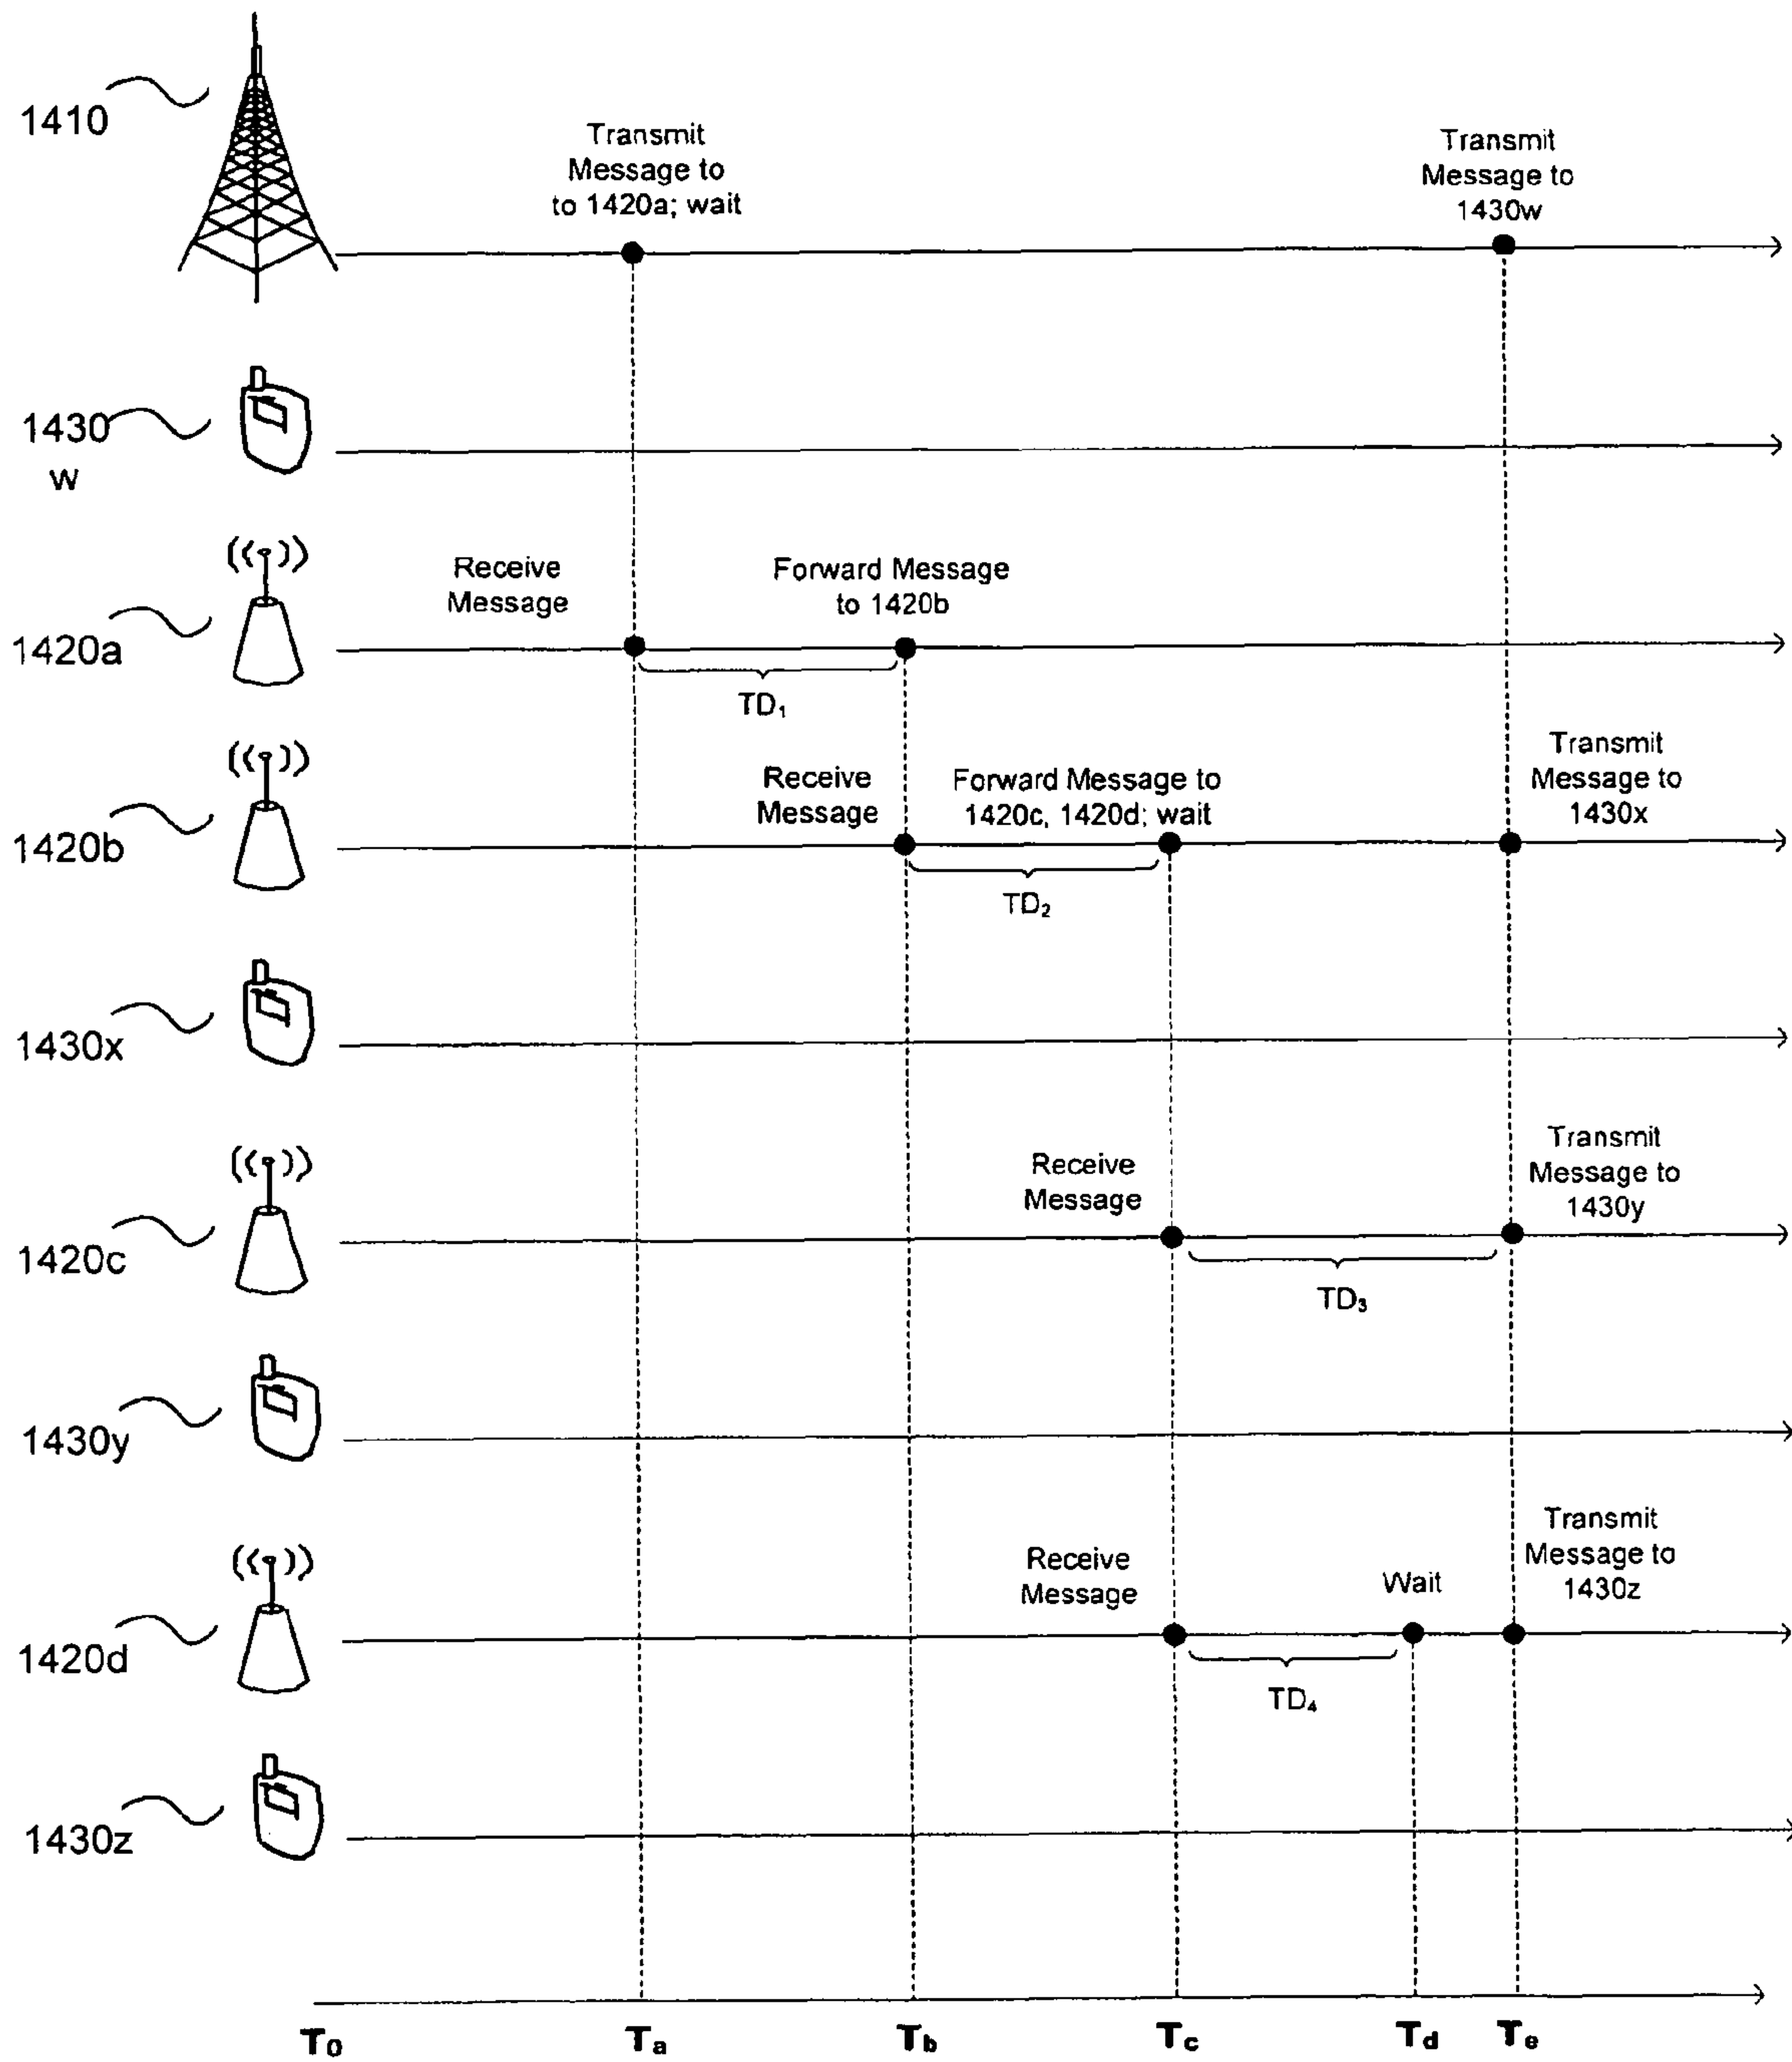 1410
Transmit
Message to
to 1420a; wait
Transmit
Message to
1430w
1430
w
1420a
Receive
Message
Forward Message
to 1420b
TD₁
1420b
Receive
Message
Forward Message to
1420c, 1420d; wait
Transmit
Message to
1430x
TD₂
1430x
1420c
Receive
Message
Transmit
Message to
1430y
TD₃
1430y
1420d
Receive
Message
Wait
Transmit
Message to
1430z
TD₄
1430z
T₀ Tₐ T_b T_c T_d Tₑ